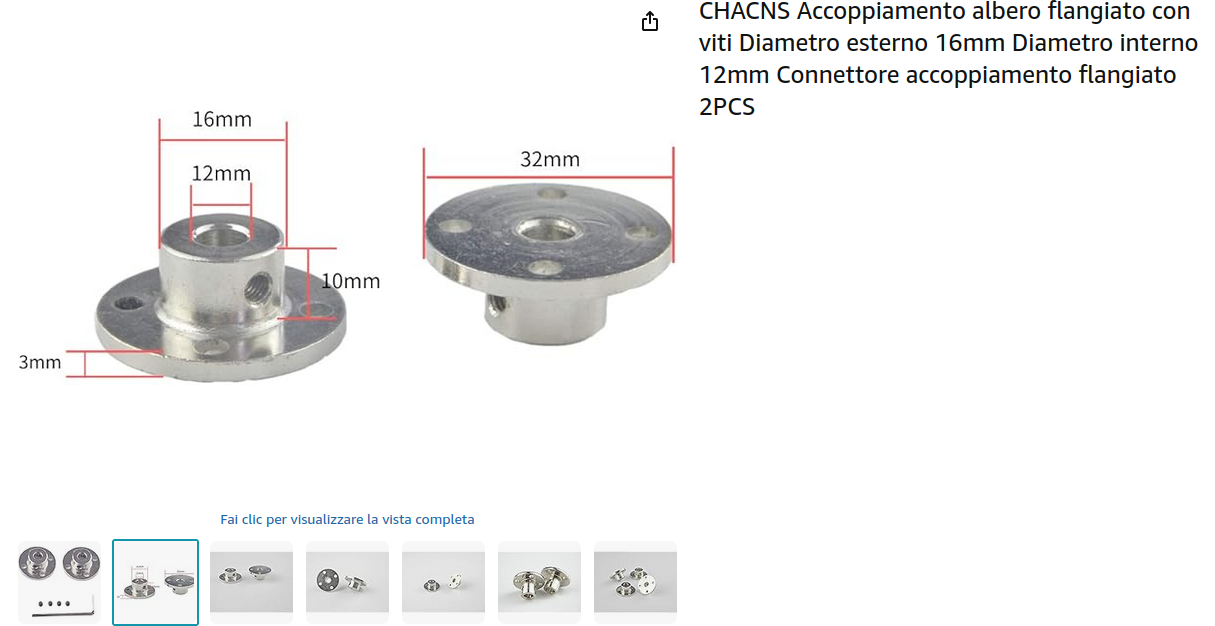 CHACNS Accoppiamento albero flangiato con
viti Diametro esterno 16mm Diametro interno
12mm Connettore accoppiamento flangiato
2PCS
16mm
12mm
32mm
10mm
3mm
Fai clic per visualizzare la vista completa